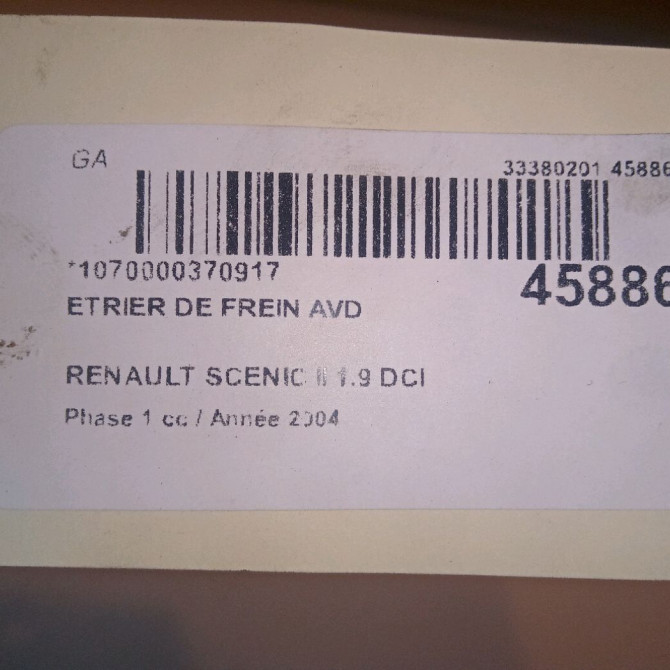 GA
33380201 45886
*1070000370917
45886
ETRIER DE FREIN AVD
RENAULT SCENIC II 1.9 DCI
Phase 1 cc / Année 2004